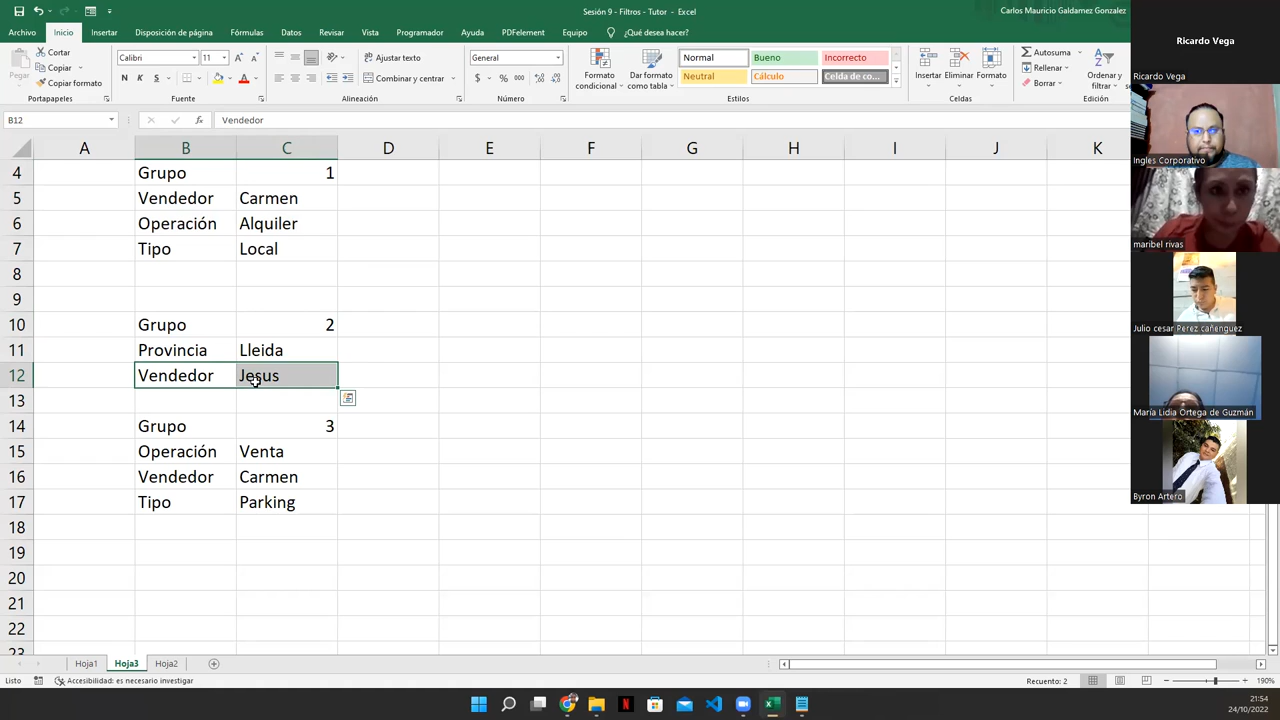 Sesión 9 - Filtros - Tutor - Excel
Carlos Mauricio Galdamez Gonzalez
Archivo Inicio Insertar Disposición de página Fórmulas Datos Revisar Vista Programador Ayuda PDFelement Equipo ¿Qué desea hacer?
Pegar
Cortar
Copiar
Copiar formato
Portapapeles
Calibri 11
N K S
Fuente
Ajustar texto
Combinar y centrar
Alineación
General
$ % 000
Número
Formato condicional
Dar formato como tabla
Normal Bueno Incorrecto
Neutral Cálculo Celda de co...
Estilos
Insertar Eliminar Formato
Celdas
Autosuma
Rellenar
Borrar
Ordenar y filtrar
Edición
B12 fx Vendedor
A B C D E F G H I J K
4 Grupo 1
5 Vendedor Carmen
6 Operación Alquiler
7 Tipo Local
8
9
10 Grupo 2
11 Provincia Lleida
12 Vendedor Jesus
13
14 Grupo 3
15 Operación Venta
16 Vendedor Carmen
17 Tipo Parking
18
19
20
21
22
23
Hoja1 Hoja3 Hoja2
Listo Accesibilidad: es necesario investigar Recuento: 2 190%
21:54
24/10/2022
Ricardo Vega
Ricardo Vega
Ingles Corporativo
maribel rivas
Julio cesar Perez cañenguez
María Lidia Ortega de Guzmán
Byron Artero